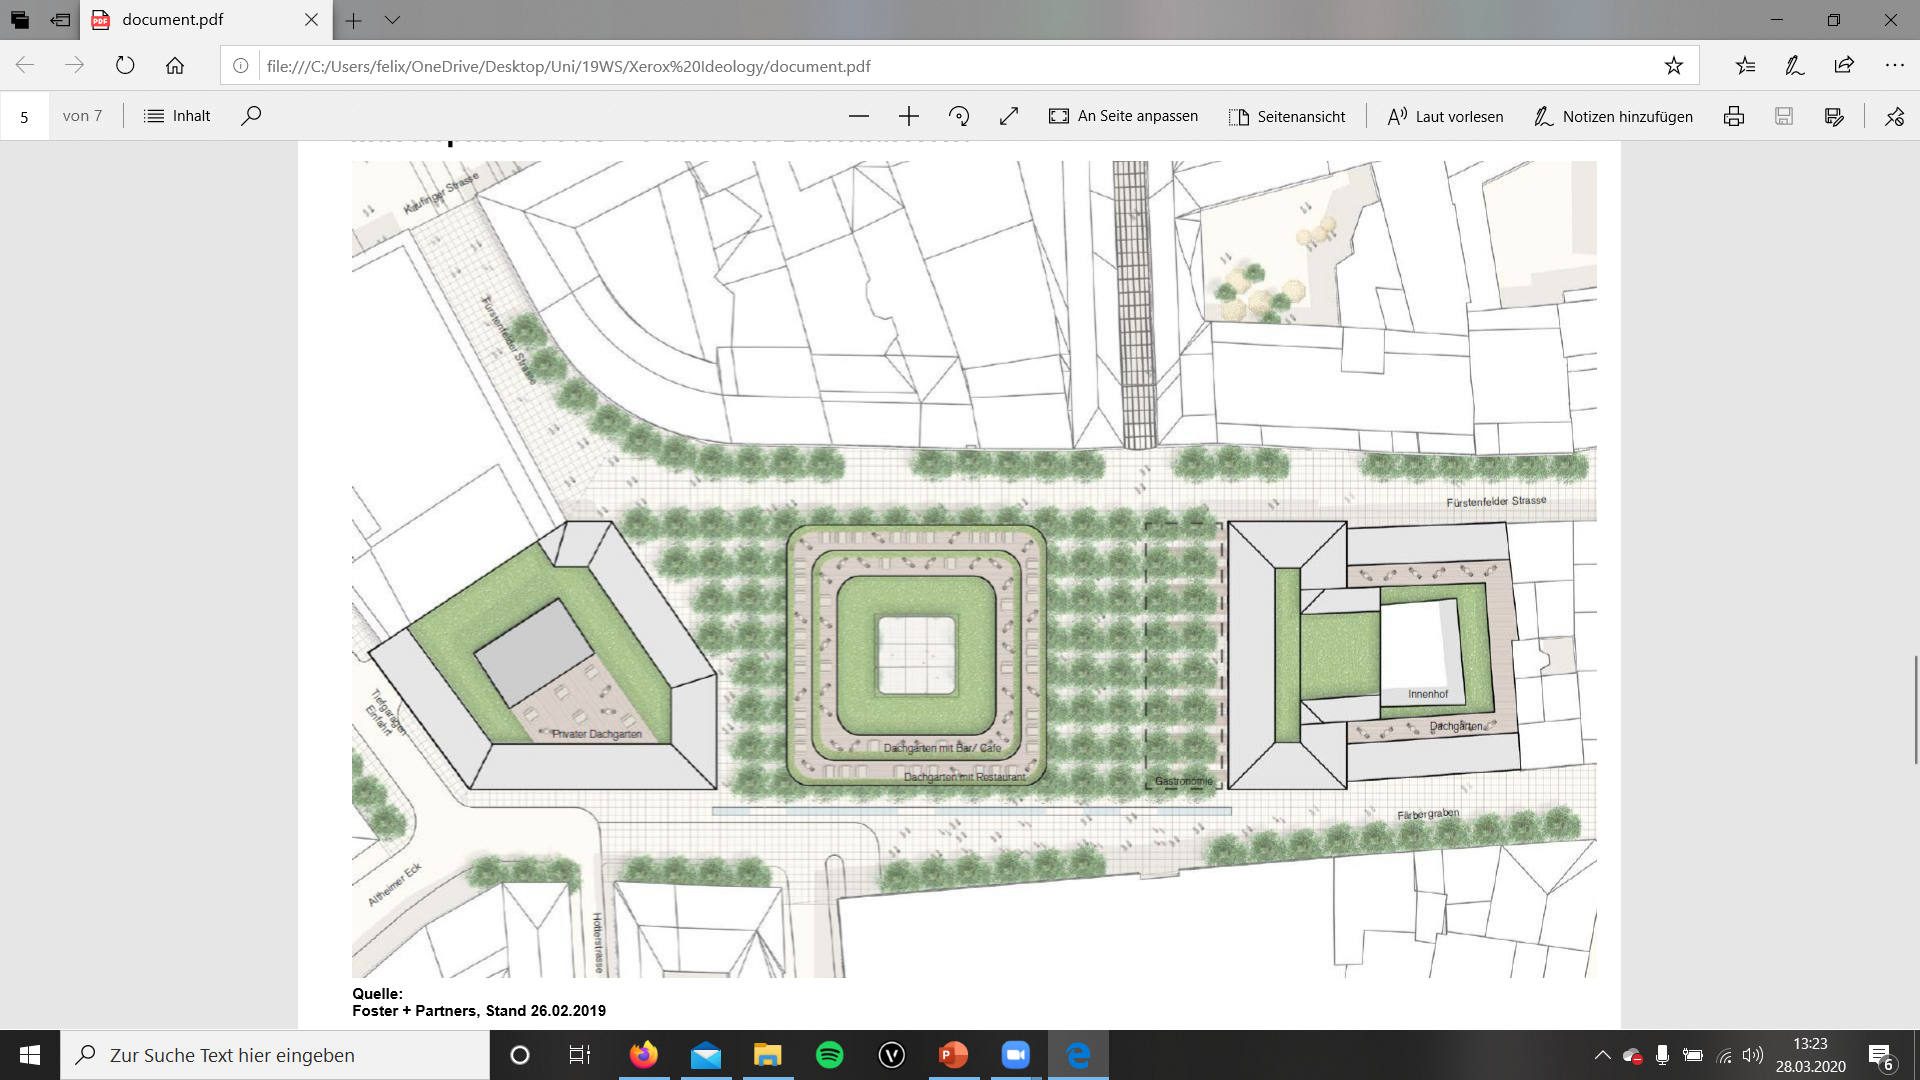 document.pdf
file:///C:/Users/felix/OneDrive/Desktop/Uni/19WS/Xerox%20Ideology/document.pdf
5 von 7
Inhalt
An Seite anpassen
Seitenansicht
Laut vorlesen
Notizen hinzufügen
Kaufinger Strasse
Fürstenfelder Strasse
Fürstenfelder Strasse
Tiefgaragen
Einfahrt
Privater Dachgarten
Dachgarten mit Bar/ Cafe
Dachgarten mit Restaurant
Gastronomie
Innenhof
Dachgarten
Färbergraben
Altheimer Eck
Hotterstrasse
Quelle:
Foster + Partners, Stand 26.02.2019
Zur Suche Text hier eingeben
13:23
28.03.2020
6